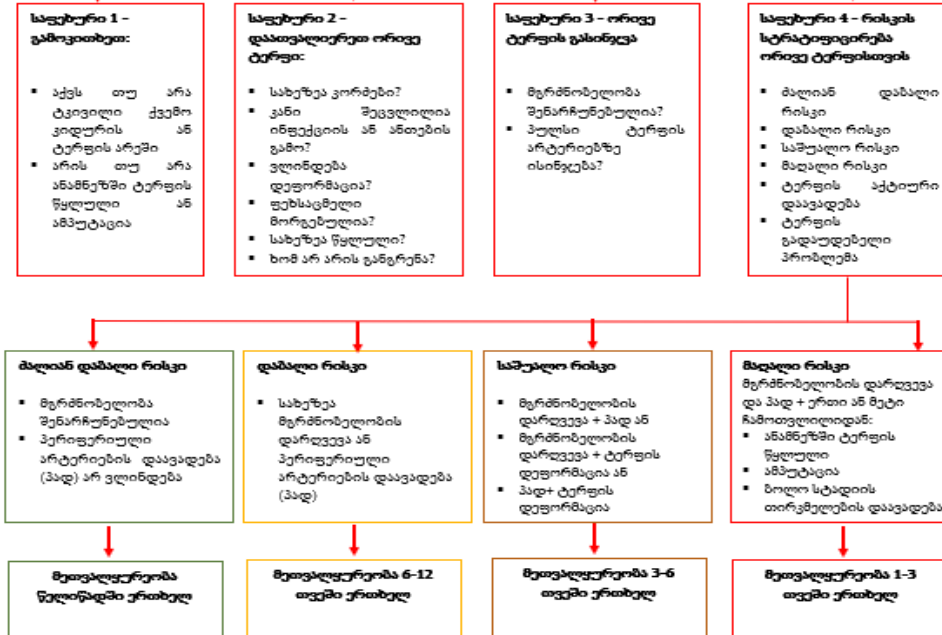 საფეხური 1 –
გამოკითხეთ:
▪ აქვს თუ არა
ტკივილი ქვემო
კიდურის ან
ტერფის არეში
▪ არის თუ არა
ანამნეზში ტერფის
წყლული ან
ამპუტაცია
საფეხური 2 –
დაათვალიერეთ ორივე
ტერფი:
▪ სახეზეა კორძები?
▪ კანი შეცვლილია
ინფექციის ან ანთების
გამო?
▪ ვლინდება
დეფორმაცია?
▪ ფეხსაცმელი
მორგებულია?
▪ სახეზეა წყლული?
▪ ხომ არ არის განგრენა?
საფეხური 3 – ორივე
ტერფის გასინჯვა
▪ მგრძნობელობა
შენარჩუნებულია?
▪ პულსი ტერფის
არტერიებზე
ისინჯება?
საფეხური 4 – რისკის
სტრატიფიცირება
ორივე ტერფისთვის
▪ ძალიან დაბალი
რისკი
▪ დაბალი რისკი
▪ საშუალო რისკი
▪ მაღალი რისკი
▪ ტერფის აქტიური
დაავადება
▪ ტერფის
გადაუდებელი
პრობლემა
ძალიან დაბალი რისკი
▪ მგრძნობელობა
შენარჩუნებულია
▪ პერიფერიული
არტერიების დაავადება
(პად) არ ვლინდება
დაბალი რისკი
▪ სახეზეა
მგრძნობელობის
დარღვევა ან
პერიფერიული
არტერიების დაავადება
(პად)
საშუალო რისკი
▪ მგრძნობელობის
დარღვევა + პად ან
▪ მგრძნობელობის
დარღვევა + ტერფის
დეფორმაცია ან
▪ პად+ ტერფის
დეფორმაცია
მაღალი რისკი
მგრძნობელობის დარღვევა
და პად + ერთი ან მეტი
ჩამოთვლილიდან:
▪ ანამნეზში ტერფის
წყლული
▪ ამპუტაცია
▪ ბოლო სტადიის
თირკმელების დაავადება
მეთვალყურეობა
წელიწადში ერთხელ
მეთვალყურეობა 6-12
თვეში ერთხელ
მეთვალყურეობა 3-6
თვეში ერთხელ
მეთვალყურეობა 1-3
თვეში ერთხელ